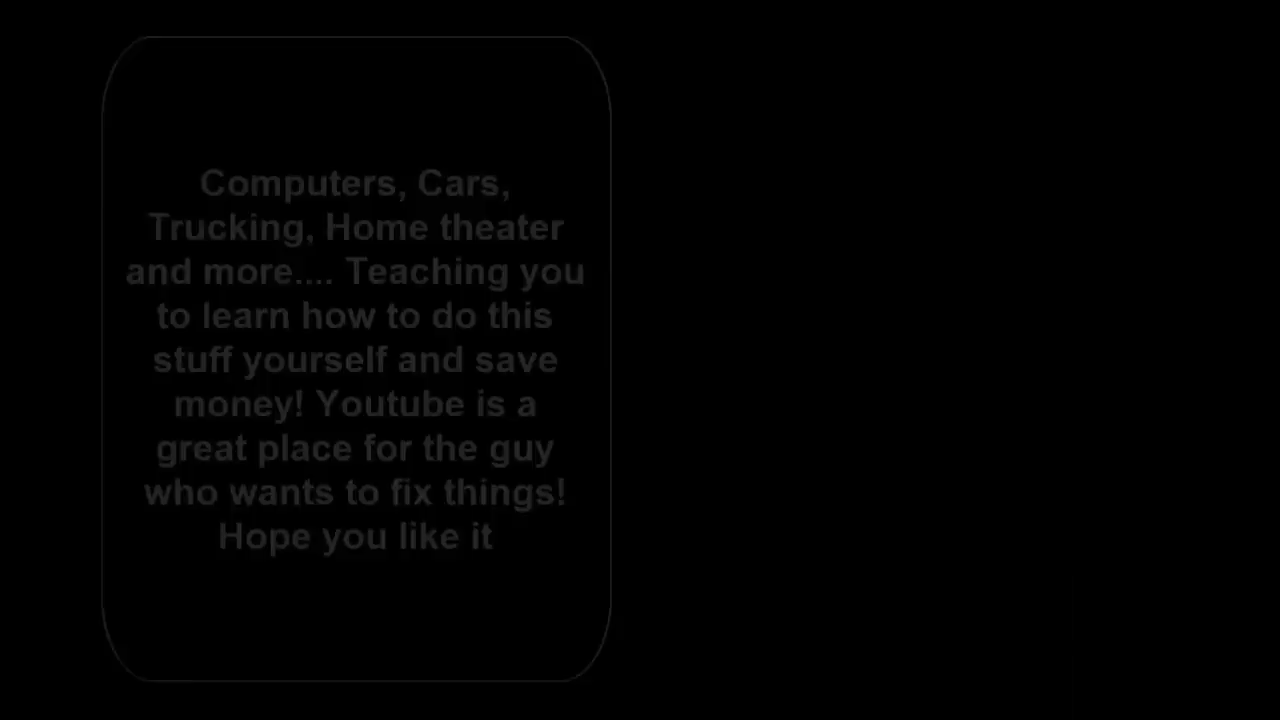 Computers, Cars,
Trucking, Home theater
and more.... Teaching you
to learn how to do this
stuff yourself and save
money! Youtube is a
great place for the guy
who wants to fix things!
Hope you like it